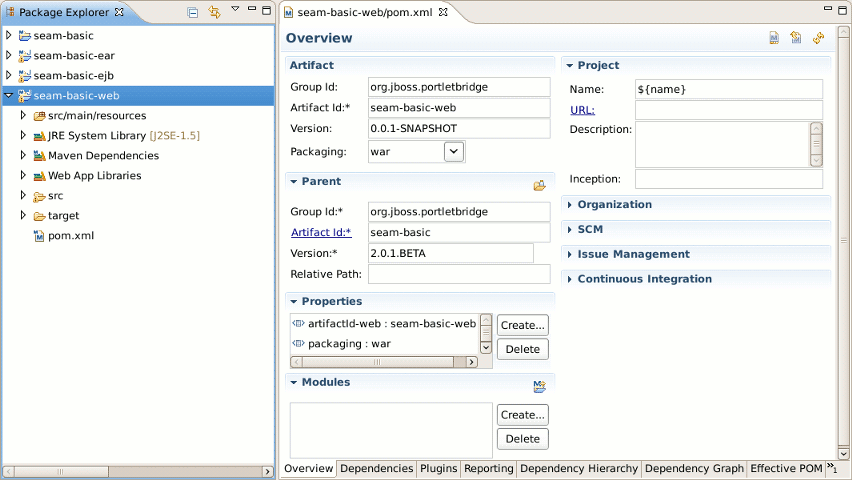 Package Explorer
seam-basic
seam-basic-ear
seam-basic-ejb
seam-basic-web
src/main/resources
JRE System Library [J2SE-1.5]
Maven Dependencies
Web App Libraries
src
target
pom.xml
seam-basic-web/pom.xml
Overview
Artifact
Group Id: org.jboss.portletbridge
Artifact Id:* seam-basic-web
Version: 0.0.1-SNAPSHOT
Packaging: war
Parent
Group Id:* org.jboss.portletbridge
Artifact Id:* seam-basic
Version:* 2.0.1.BETA
Relative Path:
Properties
artifactId-web : seam-basic-web
packaging : war
Create...
Delete
Modules
Create...
Delete
Project
Name: ${name}
URL:
Description:
Inception:
Organization
SCM
Issue Management
Continuous Integration
Overview Dependencies Plugins Reporting Dependency Hierarchy Dependency Graph Effective POM »1